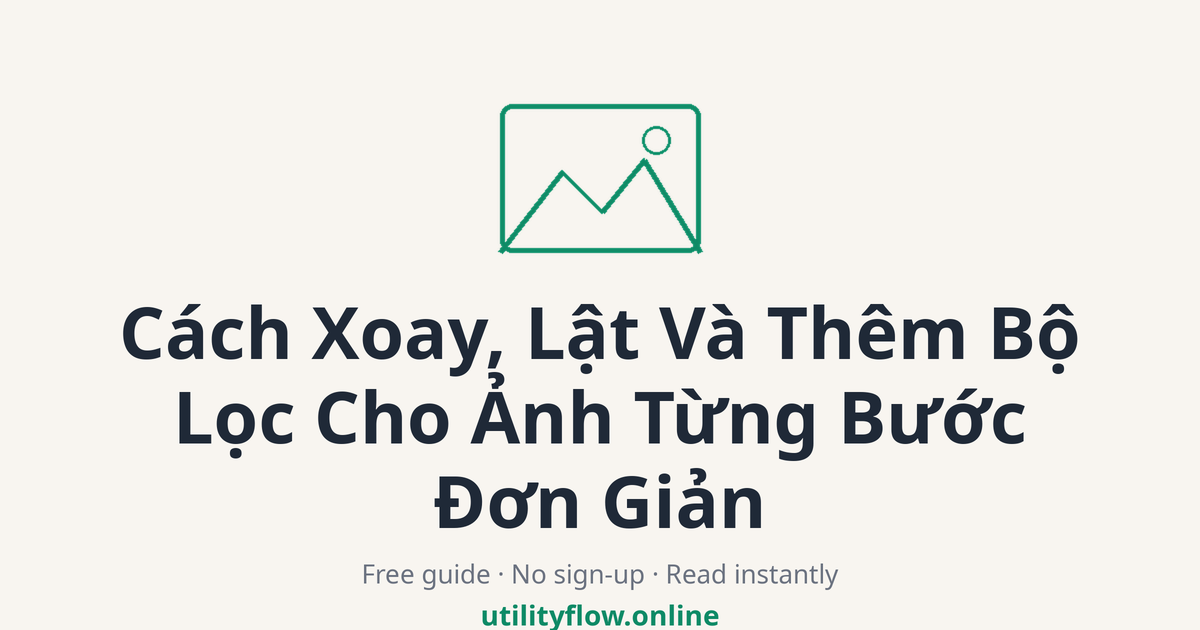 Cách Xoay, Lật Và Thêm Bộ
Lọc Cho Ảnh Từng Bước
Đơn Giản
Free guide · No sign-up · Read instantly
utilityflow.online